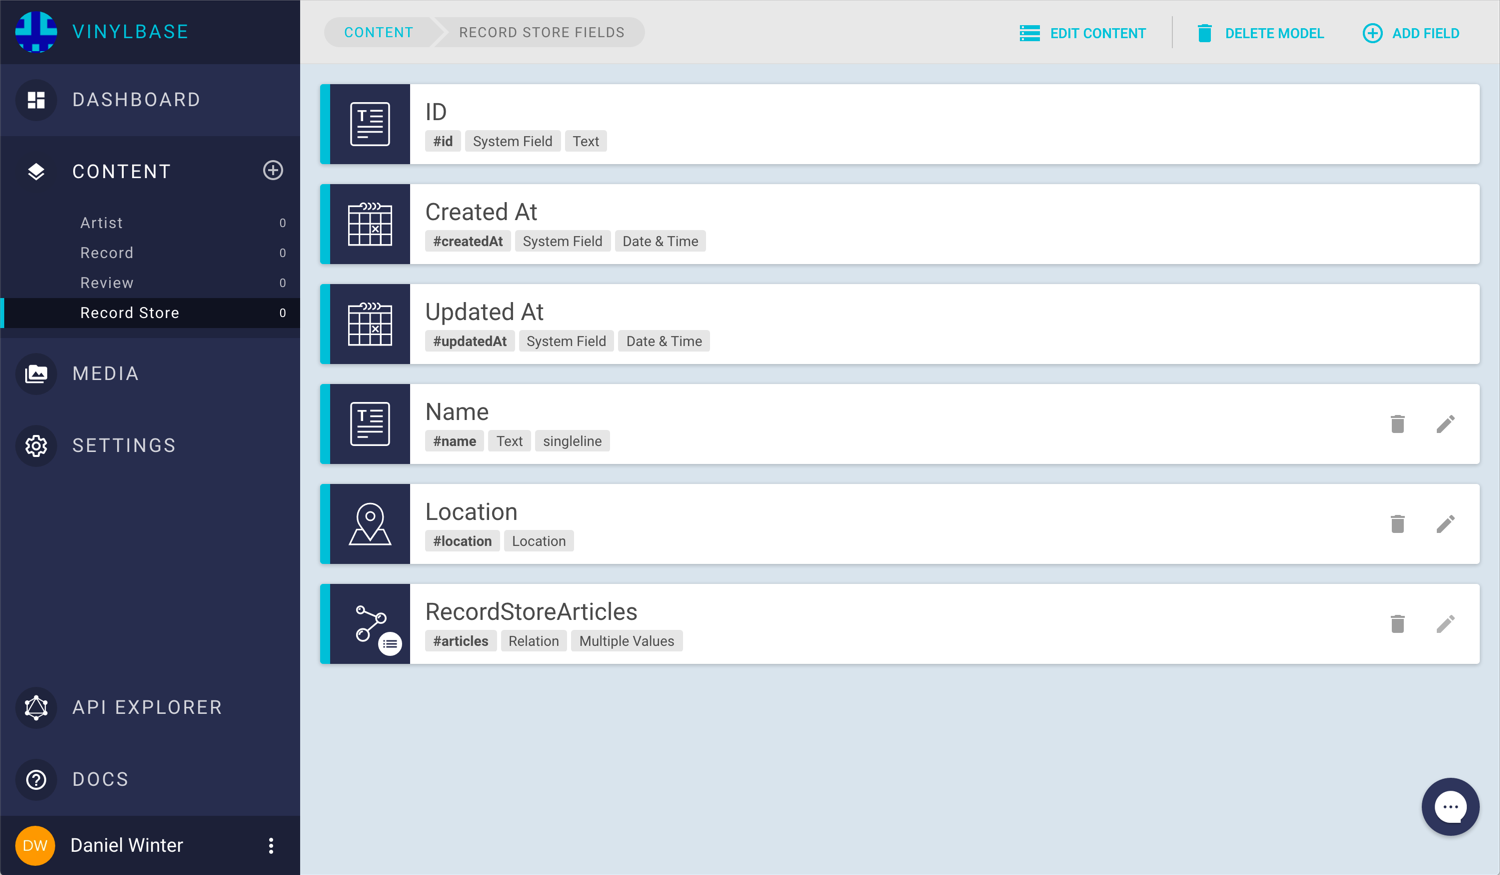 VINYLBASE
DASHBOARD
CONTENT
Artist 0
Record 0
Review 0
Record Store 0
MEDIA
SETTINGS
API EXPLORER
DOCS
DW Daniel Winter
CONTENT RECORD STORE FIELDS EDIT CONTENT DELETE MODEL ADD FIELD
T
ID
#id System Field Text
Created At
#createdAt System Field Date & Time
Updated At
#updatedAt System Field Date & Time
T
Name
#name Text singleline
Location
#location Location
RecordStoreArticles
#articles Relation Multiple Values